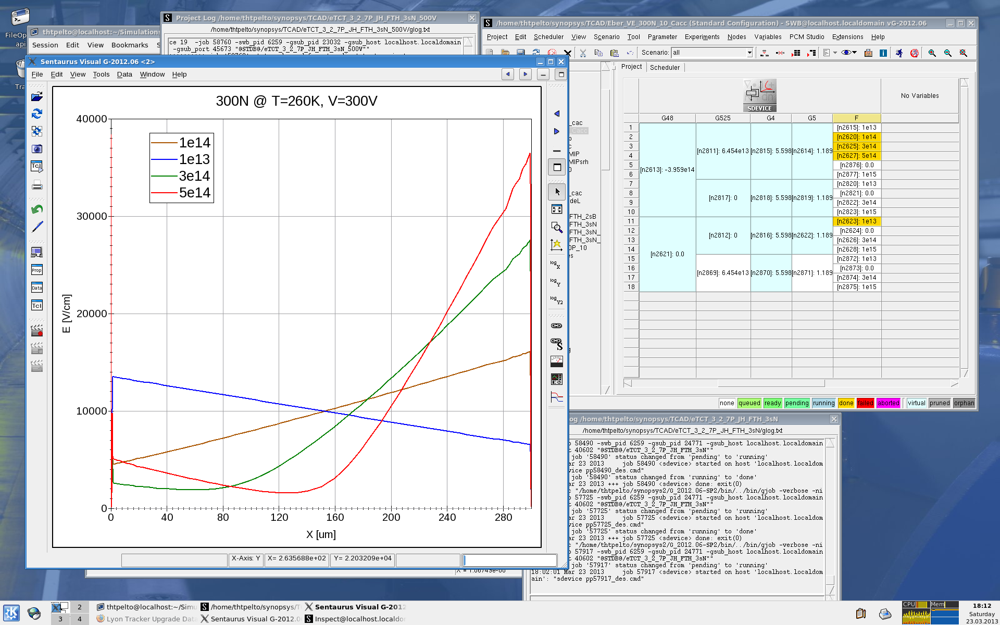 FileOp
api
Tra
thtpelto@localhost:~/Simulations
Session Edit View Bookmarks S
Project Log /home/thtpelto/synopsys/TCAD/eTCT_3_2_7P_JH_FTH_3sN_500V
/home/thtpelto/synopsys/TCAD/eTCT_3_2_7P_JH_FTH_3sN_500V/glog.txt
ce 19 -job 58760 -swb_pid 6259 -gsub_pid 23032 -gsub_host localhost.localdomain
-gsub_port 45673 "@STDB@/eTCT_3_2_7P_JH_FTH_3sN_500V""
/home/thtpelto/synopsys/TCAD/Eber_VE_300N_10_Cacc (Standard Configuration) - SWB@localhost.localdomain vG-2012.06
Project Edit Scheduler View Scenario Tool Parameter Experiments Nodes Variables PCM Studio Extensions Help
Scenario: all
Project Scheduler
SDEVICE
No Variables
G48 G525 G4 G5 F
1 [n2615]: 1e13
2 [n2620]: 1e14
3 [n2811]: 6.454e13 [n2815]: 5.598 [n2614]: 1.189 [n2625]: 3e14
4 [n2627]: 5e14
5 [n2613]: -3.959e14 [n2876]: 0.0
6 [n2877]: 1e15
7 [n2820]: 1e13
8 [n2817]: 0 [n2818]: 5.598 [n2819]: 1.189 [n2821]: 0.0
9 [n2822]: 3e14
10 [n2823]: 1e15
11 [n2623]: 1e13
12 [n2812]: 0 [n2816]: 5.598 [n2622]: 1.189 [n2624]: 0.0
13 [n2626]: 3e14
14 [n2621]: 0.0 [n2628]: 1e15
15 [n2872]: 1e13
16 [n2869]: 6.454e13 [n2870]: 5.598 [n2871]: 1.189 [n2873]: 0.0
17 [n2874]: 3e14
18 [n2875]: 1e15
none queued ready pending running done failed aborted virtual pruned orphan
_cac
_Cacc
MIP
MIPsrh
_cac
deL
FTH_2sB
FTH_3sN
FTH_3sN_
FTH_3sN_
0P_10
es
Sentaurus Visual G-2012.06 <2>
File Edit View Tools Data Window Help
Tcl
Prop
Data
Tcl
log X
log Y
log Y2
300N @ T=260K, V=300V
1e14
1e13
3e14
5e14
E [V/cm]
40000
30000
20000
10000
0
0 40 80 120 160 200 240 280
X [um]
X-Axis: Y X= 2.635688e+02 Y= 2.203209e+04
og /home/thtpelto/synopsys/TCAD/eTCT_3_2_7P_JH_FTH_3sN
/home/thtpelto/synopsys/TCAD/eTCT_3_2_7P_JH_FTH_3sN/glog.txt
b 58490 -swb_pid 6259 -gsub_pid 24771 -gsub_host localhost.localdomain
t 40602 "@STDB@/eTCT_3_2_7P_JH_FTH_3sN""
job '58490' status changed from 'pending' to 'running'
ar 23 2013 job 58490 <sdevice> started on host 'localhost.localdom
vice pp58490_des.cmd"
job '58490' status changed from 'running' to 'done'
ar 23 2013 +++ job 58490 <sdevice> done: exit(0)
c "/home/thtpelto/synopsys2/G_2012.06-SP2/bin/../bin/gjob -verbose -ni
b 57725 -swb_pid 6259 -gsub_pid 24771 -gsub_host localhost.localdomain
t 40602 "@STDB@/eTCT_3_2_7P_JH_FTH_3sN""
job '57725' status changed from 'pending' to 'running'
ar 23 2013 job 57725 <sdevice> started on host 'localhost.localdom
vice pp57725_des.cmd"
job '57725' status changed from 'running' to 'done'
ar 23 2013 +++ job 57725 <sdevice> done: exit(0)
c "/home/thtpelto/synopsys2/G_2012.06-SP2/bin/../bin/gjob -verbose -ni
b 57917 -swb_pid 6259 -gsub_pid 24771 -gsub_host localhost.localdomain
t 40602 "@STDB@/eTCT_3_2_7P_JH_FTH_3sN""
job '57917' status changed from 'pending' to 'running'
18:02:01 Mar 23 2013 job 57917 <sdevice> started on host 'localhost.localdom
ain': "sdevice pp57917_des.cmd"
2
3 4
thtpelto@localhost:~/Simu
/home/thtpelto/synopsys/T
Sentaurus Visual G-2012
Lyon Tracker Upgrade Data
Sentaurus Visual G-2012.0
Inspect@localhost.localdo
CPU Mem
18:12
Saturday
23.03.2013